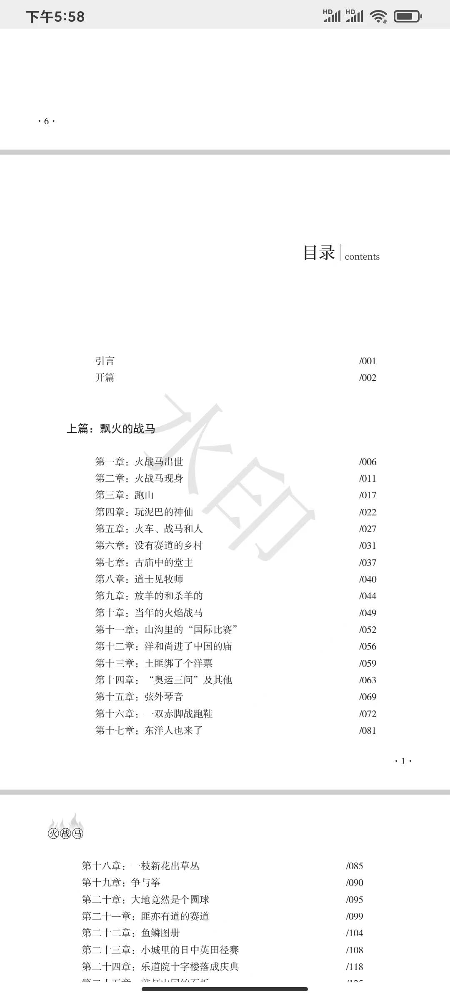 下午5:58
HD HD
·6·
目录 contents
引言 /001
开篇 /002
上篇：飘火的战马
第一章：火战马出世 /006
第二章：火战马现身 /011
第三章：跑山 /017
第四章：玩泥巴的神仙 /022
第五章：火车、战马和人 /027
第六章：没有赛道的乡村 /031
第七章：古庙中的堂主 /037
第八章：道士见牧师 /040
第九章：放羊的和杀羊的 /044
第十章：当年的火焰战马 /049
第十一章：山沟里的“国际比赛” /052
第十二章：洋和尚进了中国的庙 /056
第十三章：土匪绑了个洋票 /059
第十四章：“奥运三问”及其他 /063
第十五章：弦外琴音 /069
第十六章：一双赤脚战跑鞋 /072
第十七章：东洋人也来了 /081
水印
·1·
火战马
第十八章：一枝新花出草丛 /085
第十九章：争与筝 /090
第二十章：大地竟然是个圆球 /095
第二十一章：匪亦有道的赛道 /099
第二十二章：鱼鳞图册 /104
第二十三章：小城里的日中英田径赛 /108
第二十四章：乐道院十字楼落成庆典 /118